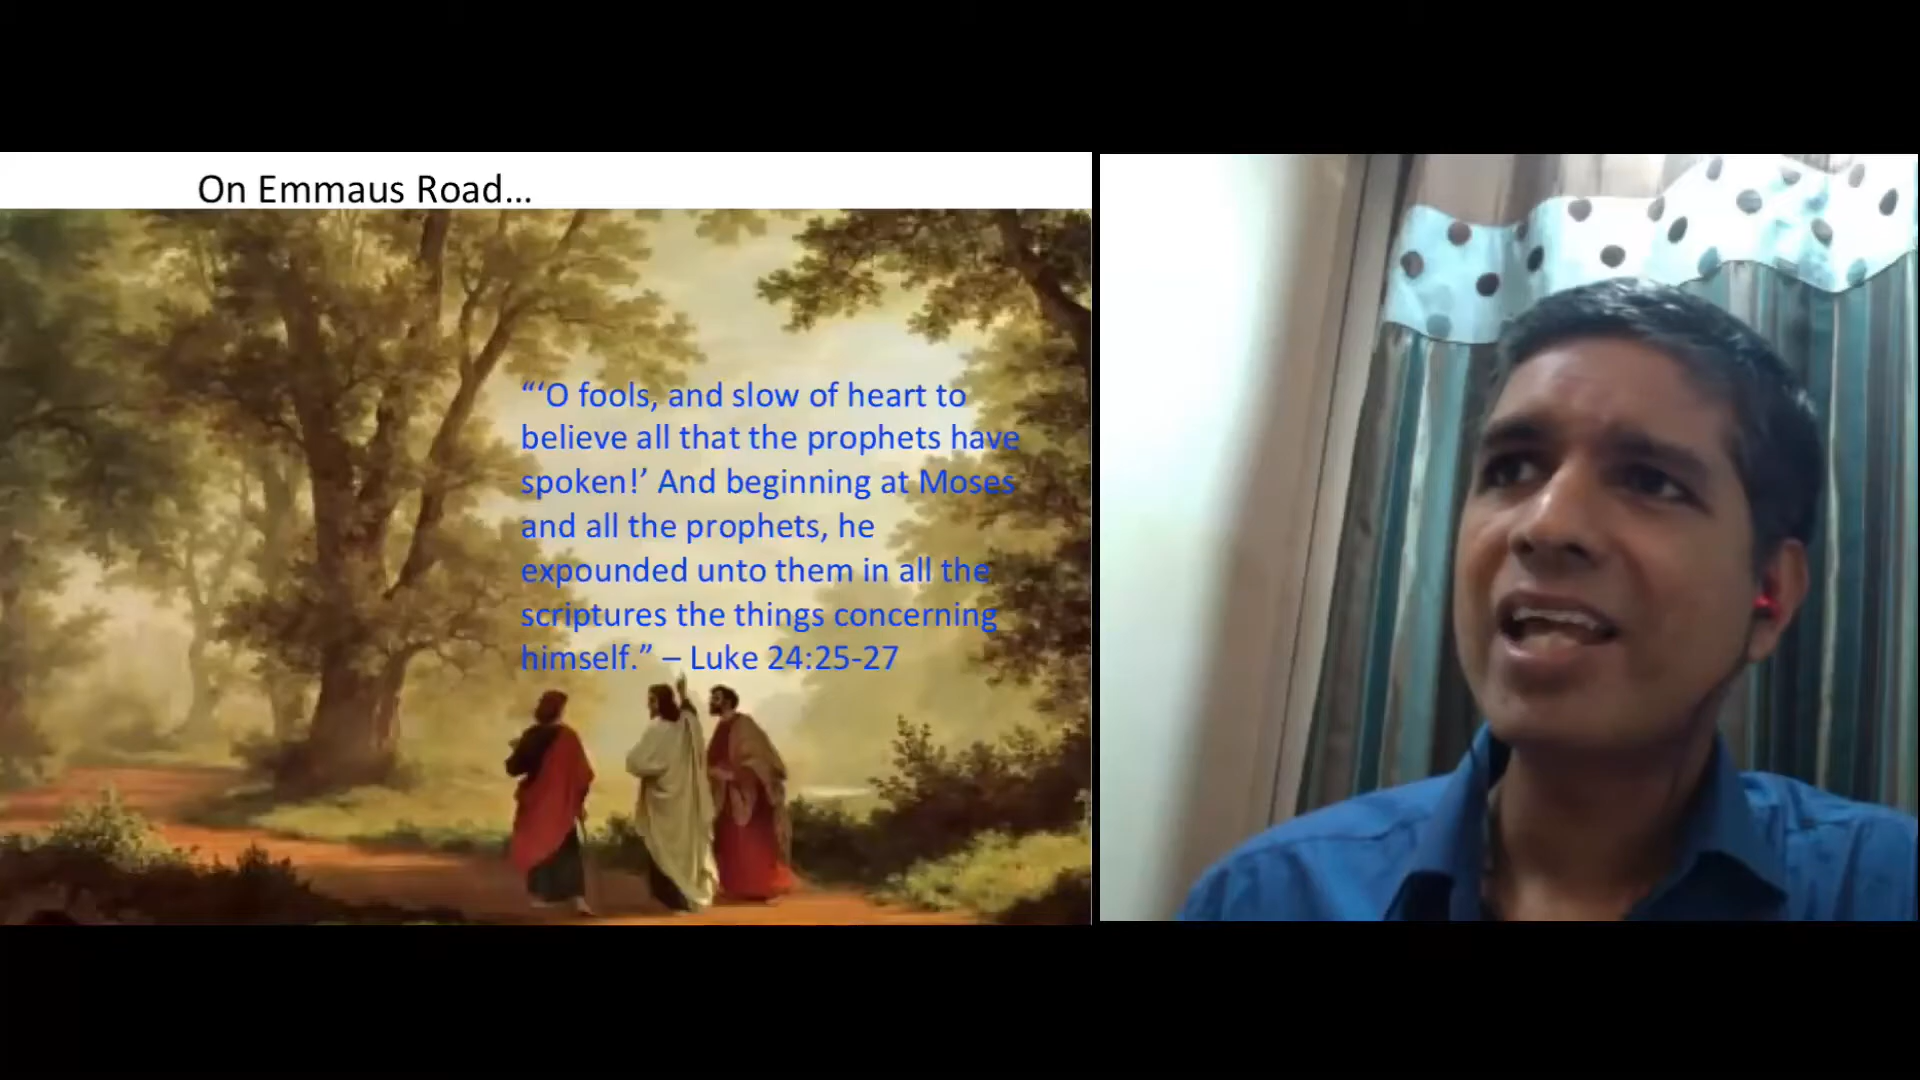 On Emmaus Road...
“‘O fools, and slow of heart to
believe all that the prophets have
spoken!’ And beginning at Moses
and all the prophets, he
expounded unto them in all the
scriptures the things concerning
himself.” – Luke 24:25-27